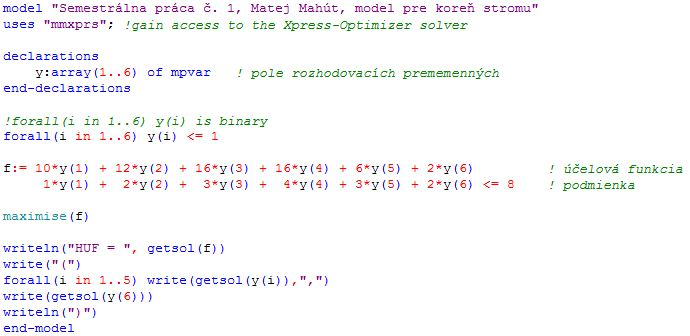 model "Semestrálna práca č. 1, Matej Mahút, model pre koreň stromu"
uses "mmxprs"; !gain access to the Xpress-Optimizer solver
declarations
y:array(1..6) of mpvar ! pole rozhodovacích prememenných
end-declarations
!forall(i in 1..6) y(i) is binary
forall(i in 1..6) y(i) <= 1
f:= 10*y(1) + 12*y(2) + 16*y(3) + 16*y(4) + 6*y(5) + 2*y(6) ! účelová funkcia
1*y(1) + 2*y(2) + 3*y(3) + 4*y(4) + 3*y(5) + 2*y(6) <= 8 ! podmienka
maximise(f)
writeln("HUF = ", getsol(f))
write("(")
forall(i in 1..5) write(getsol(y(i)),",")
write(getsol(y(6)))
writeln(")")
end-model